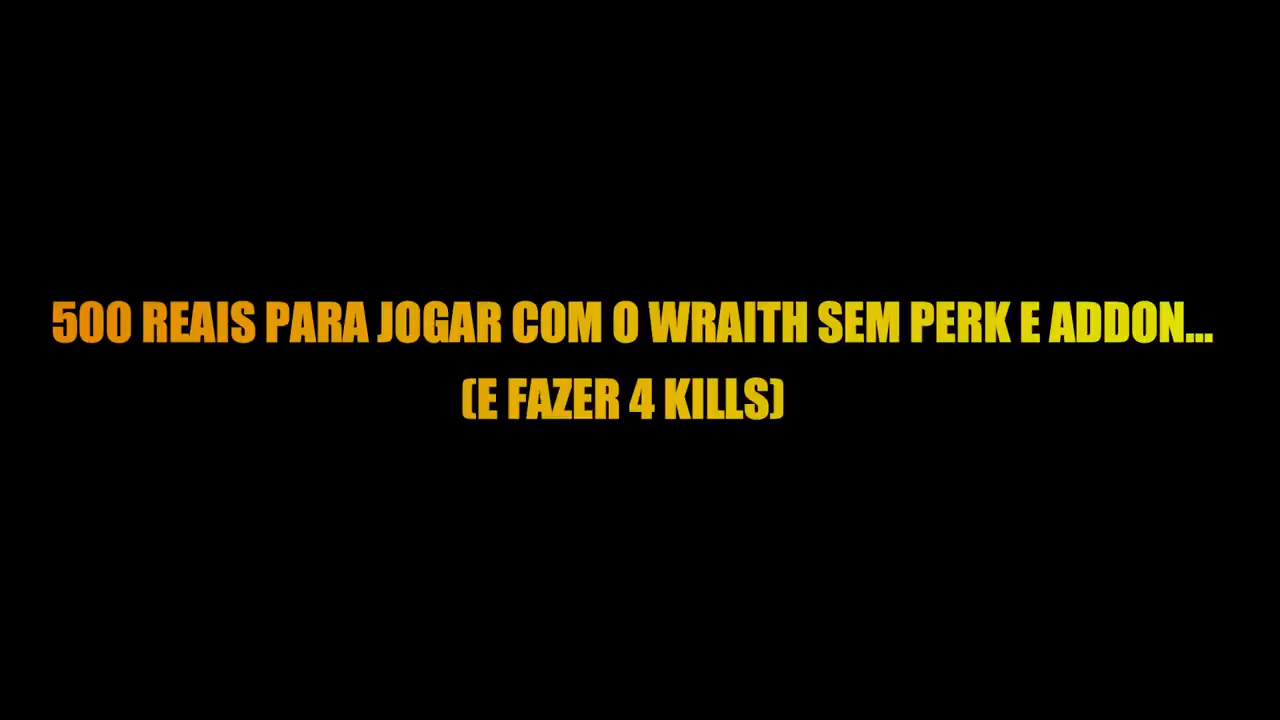 500 REAIS PARA JOGAR COM O WRAITH SEM PERK E ADDON...
(E FAZER 4 KILLS)